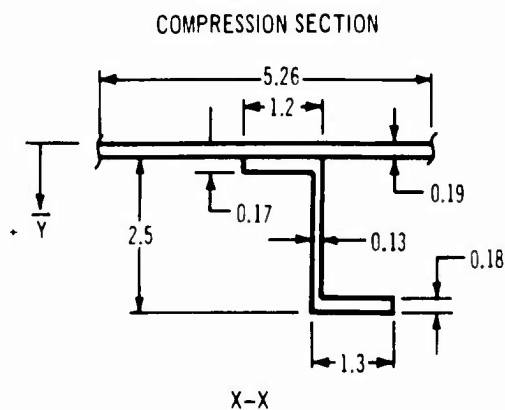 COMPRESSION SECTION
5.26
1.2
Y
0.17
0.19
2.5
0.13
0.18
1.3
X-X